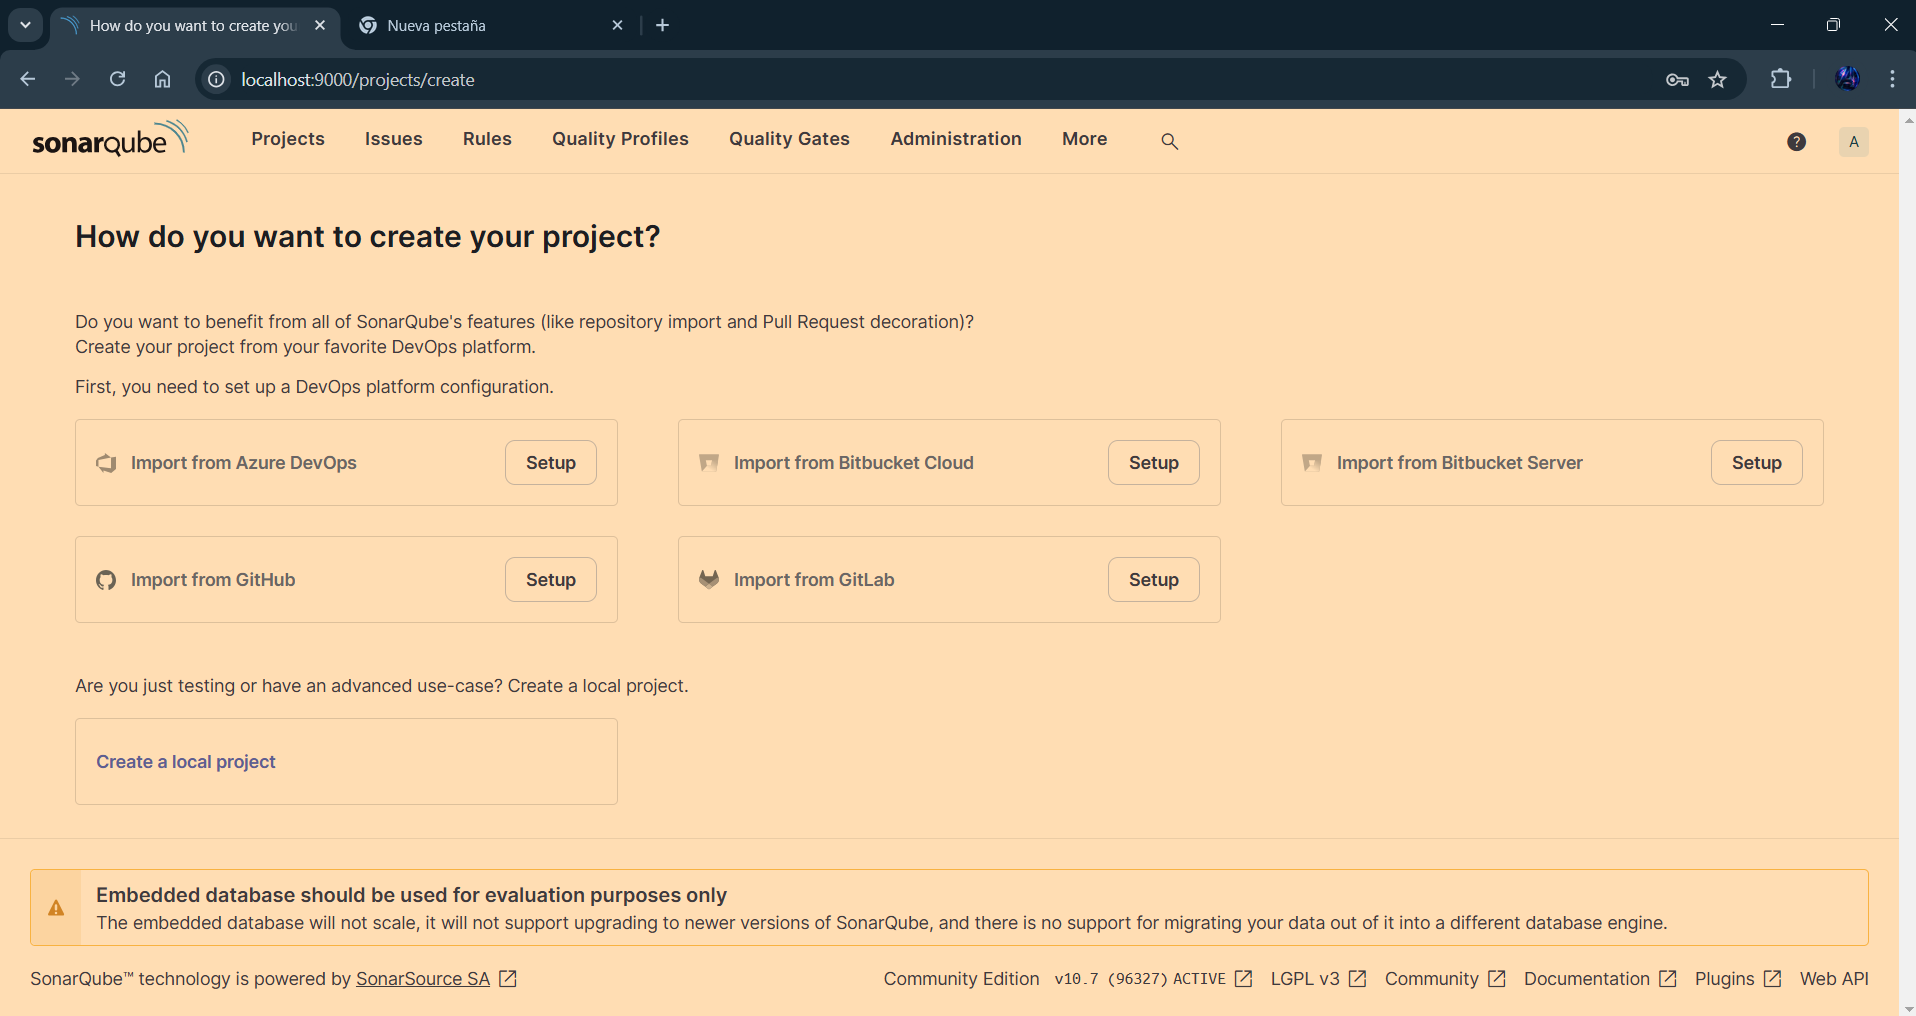 How do you want to create you
Nueva pestaña
localhost:9000/projects/create
sonarqube
Projects
Issues
Rules
Quality Profiles
Quality Gates
Administration
More
?
A
How do you want to create your project?
Do you want to benefit from all of SonarQube's features (like repository import and Pull Request decoration)?
Create your project from your favorite DevOps platform.
First, you need to set up a DevOps platform configuration.
Import from Azure DevOps
Setup
Import from Bitbucket Cloud
Setup
Import from Bitbucket Server
Setup
Import from GitHub
Setup
Import from GitLab
Setup
Are you just testing or have an advanced use-case? Create a local project.
Create a local project
Embedded database should be used for evaluation purposes only
The embedded database will not scale, it will not support upgrading to newer versions of SonarQube, and there is no support for migrating your data out of it into a different database engine.
SonarQube™ technology is powered by SonarSource SA
Community Edition
v10.7 (96327) ACTIVE
LGPL v3
Community
Documentation
Plugins
Web API